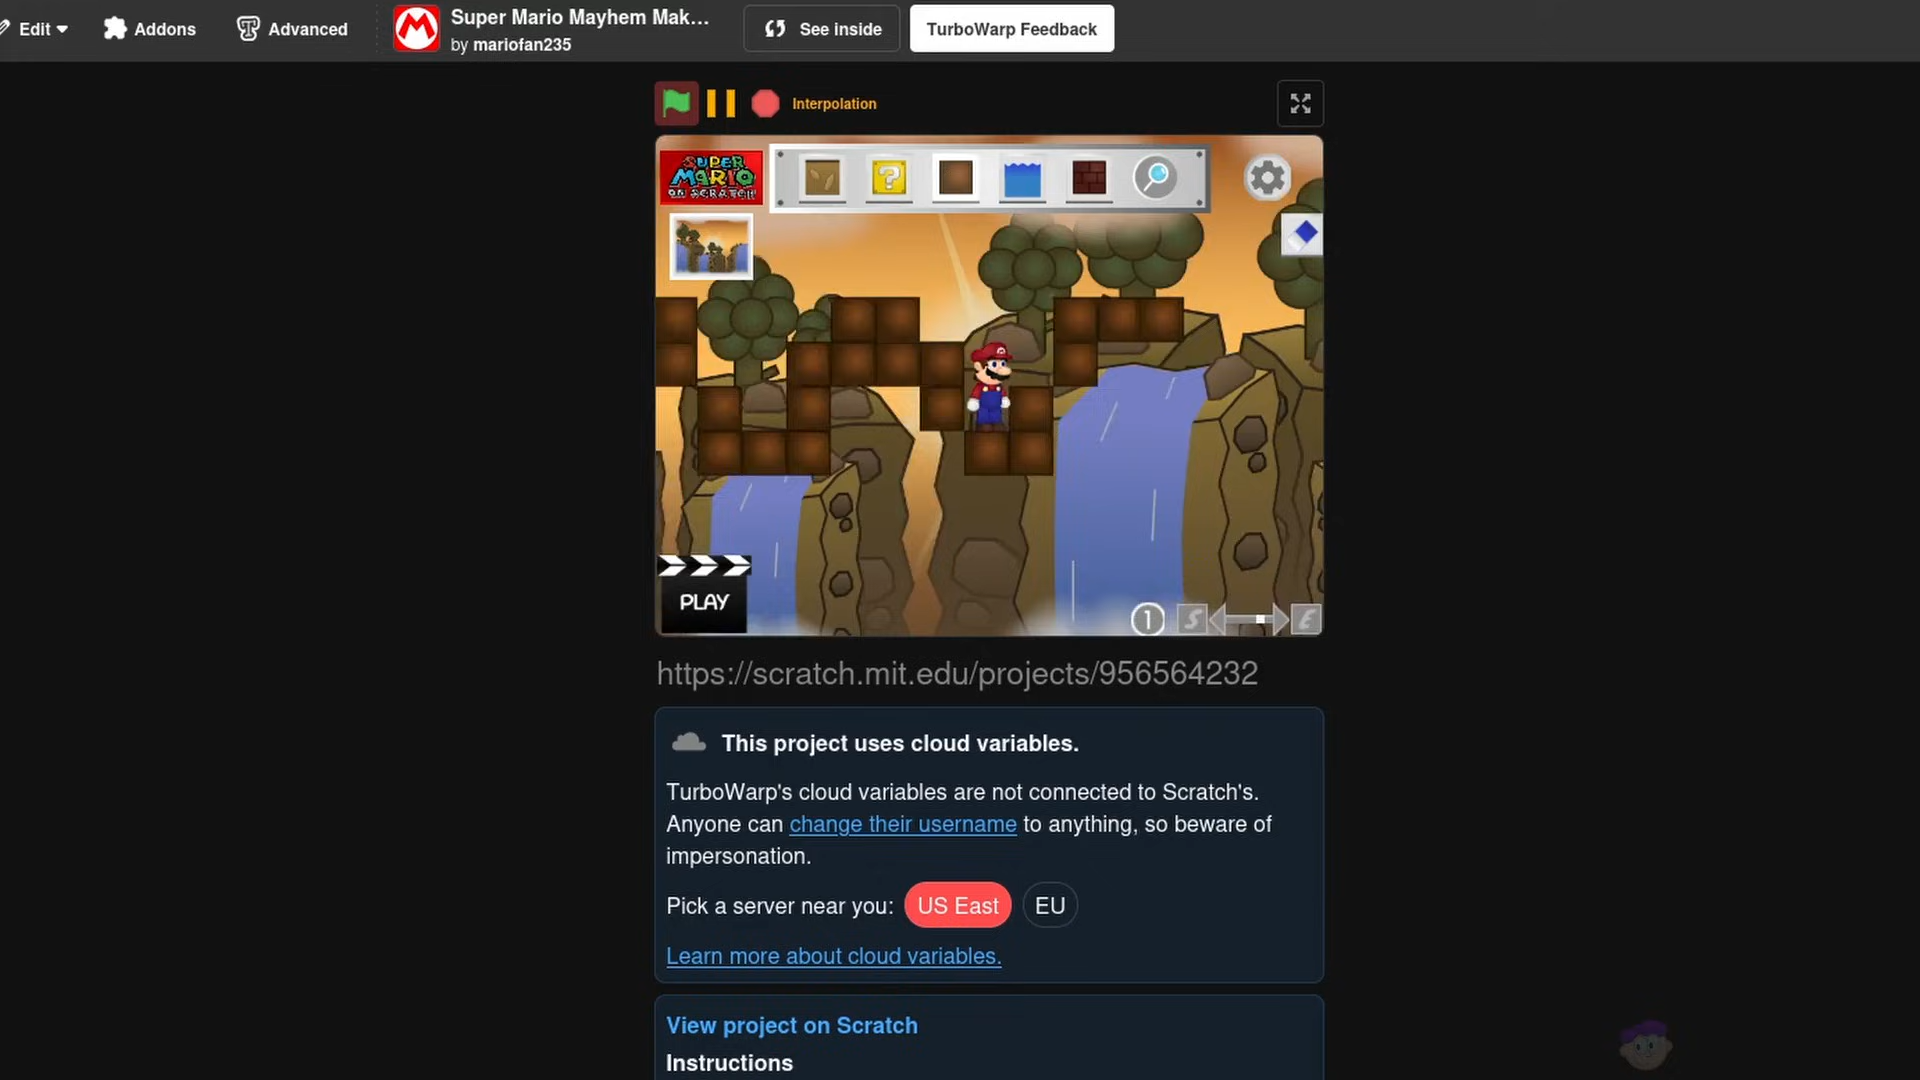 Edit
Addons
Advanced
Super Mario Mayhem Mak...
by mariofan235
See inside
TurboWarp Feedback
Interpolation
SUPER
MARIO
ON SCRATCH!
?
PLAY
1
S
E
https://scratch.mit.edu/projects/956564232
This project uses cloud variables.
TurboWarp's cloud variables are not connected to Scratch's.
Anyone can change their username to anything, so beware of
impersonation.
Pick a server near you: US East EU
Learn more about cloud variables.
View project on Scratch
Instructions